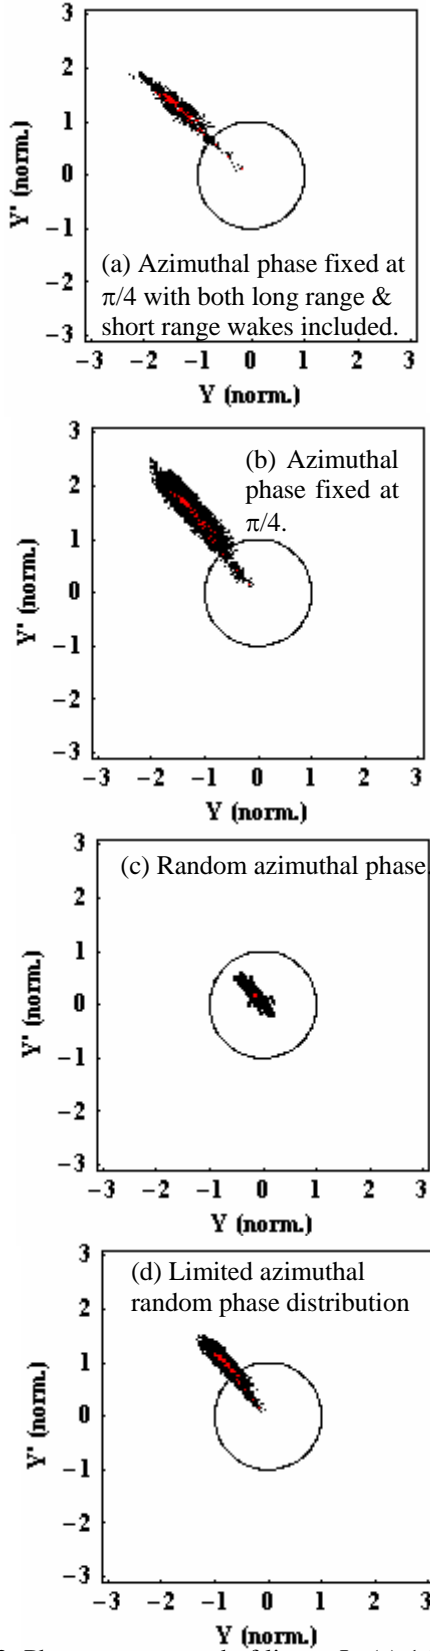 3
2
1
0
−1
−2
−3
Y' (norm.)
(a) Azimuthal phase fixed at
π/4 with both long range &
short range wakes included.
−3 −2 −1 0 1 2 3
Y (norm.)
3
2
1
0
−1
−2
−3
Y' (norm.)
(b) Azimuthal
phase fixed at
π/4.
−3 −2 −1 0 1 2 3
Y (norm.)
3
2
1
0
−1
−2
−3
Y' (norm.)
(c) Random azimuthal phase.
−3 −2 −1 0 1 2 3
Y (norm.)
3
2
1
0
−1
−2
−3
Y' (norm.)
(d) Limited azimuthal
random phase distribution
−3 −2 −1 0 1 2 3
Y (norm.)